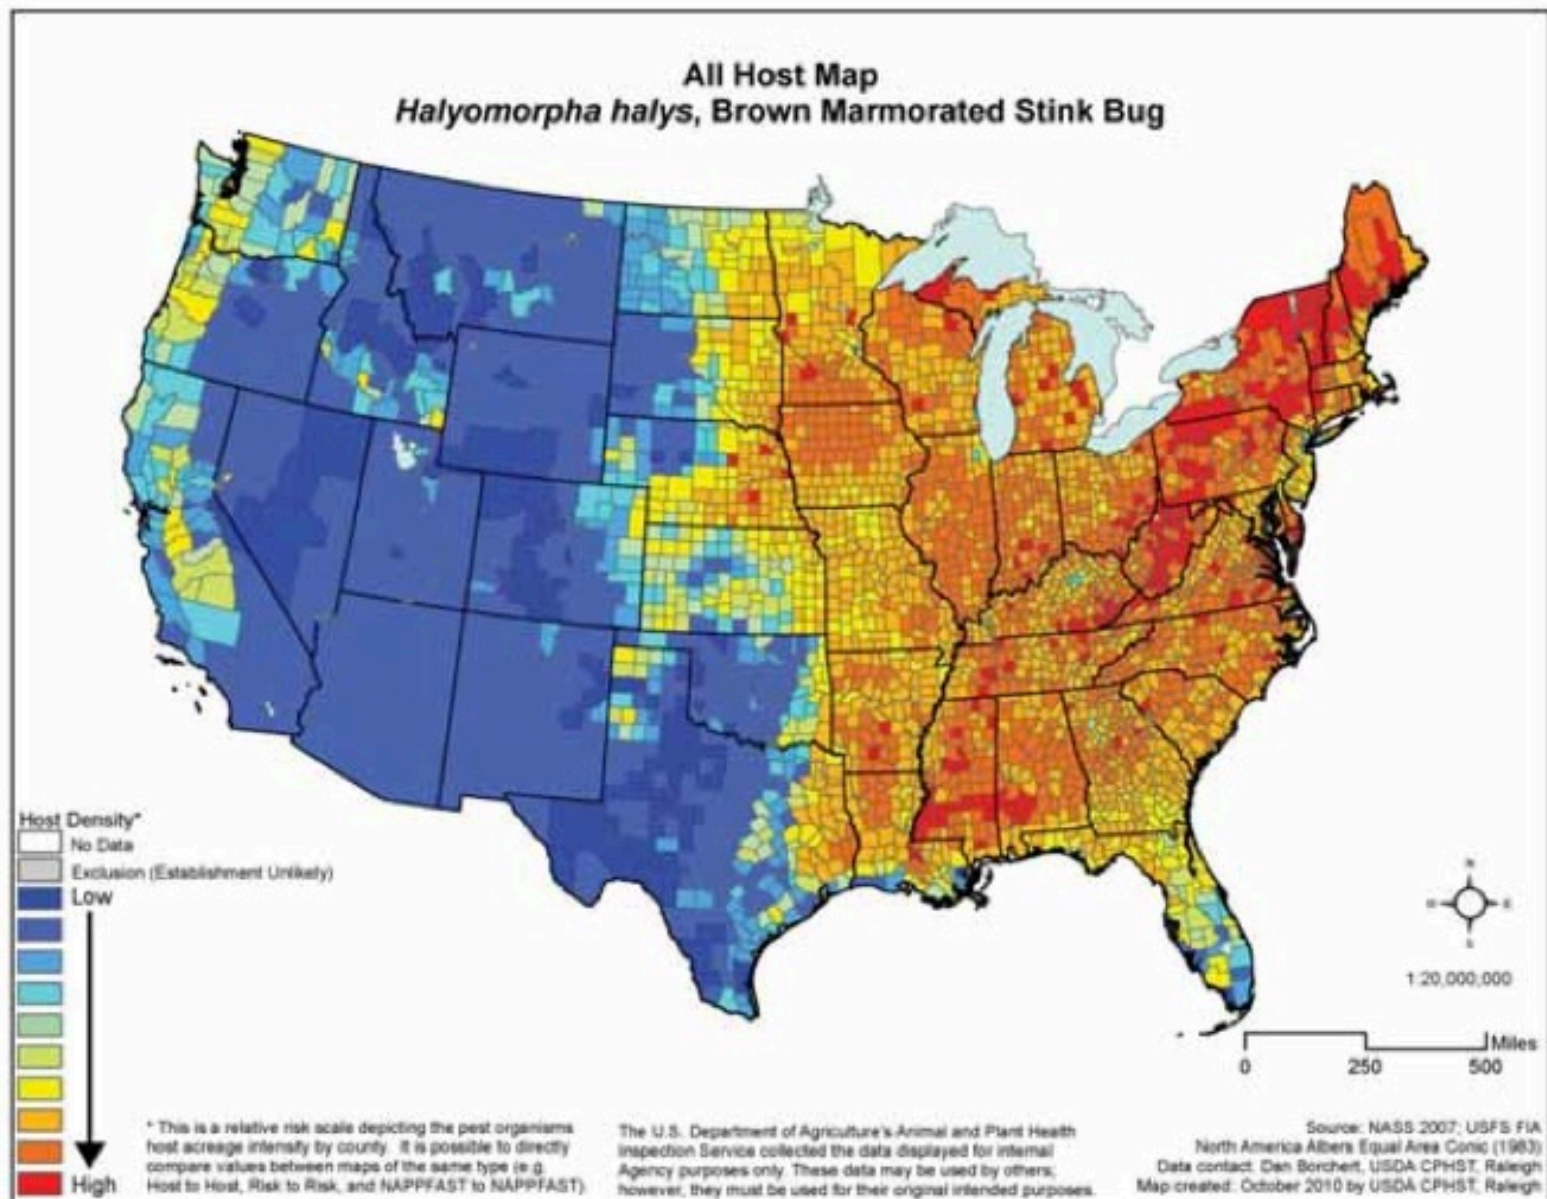 All Host Map
Halyomorpha halys, Brown Marmorated Stink Bug
Host Density*
No Data
Exclusion (Establishment Unlikely)
Low
High
* This is a relative risk scale depicting the pest organisms
host acreage intensity by county. It is possible to directly
compare values between maps of the same type (e.g.
Host to Host, Risk to Risk, and NAPPFAST to NAPPFAST)
The U.S. Department of Agriculture's Animal and Plant Health
Inspection Service collected the data displayed for internal
Agency purposes only. These data may be used by others;
however, they must be used for their original intended purposes.
N
W
E
S
1:20,000,000
Miles
0 250 500
Source: NASS 2007; USFS FIA
North America Albers Equal Area Conic (1983)
Data contact: Dan Borchert, USDA CPHST, Raleigh
Map created: October 2010 by USDA CPHST, Raleigh